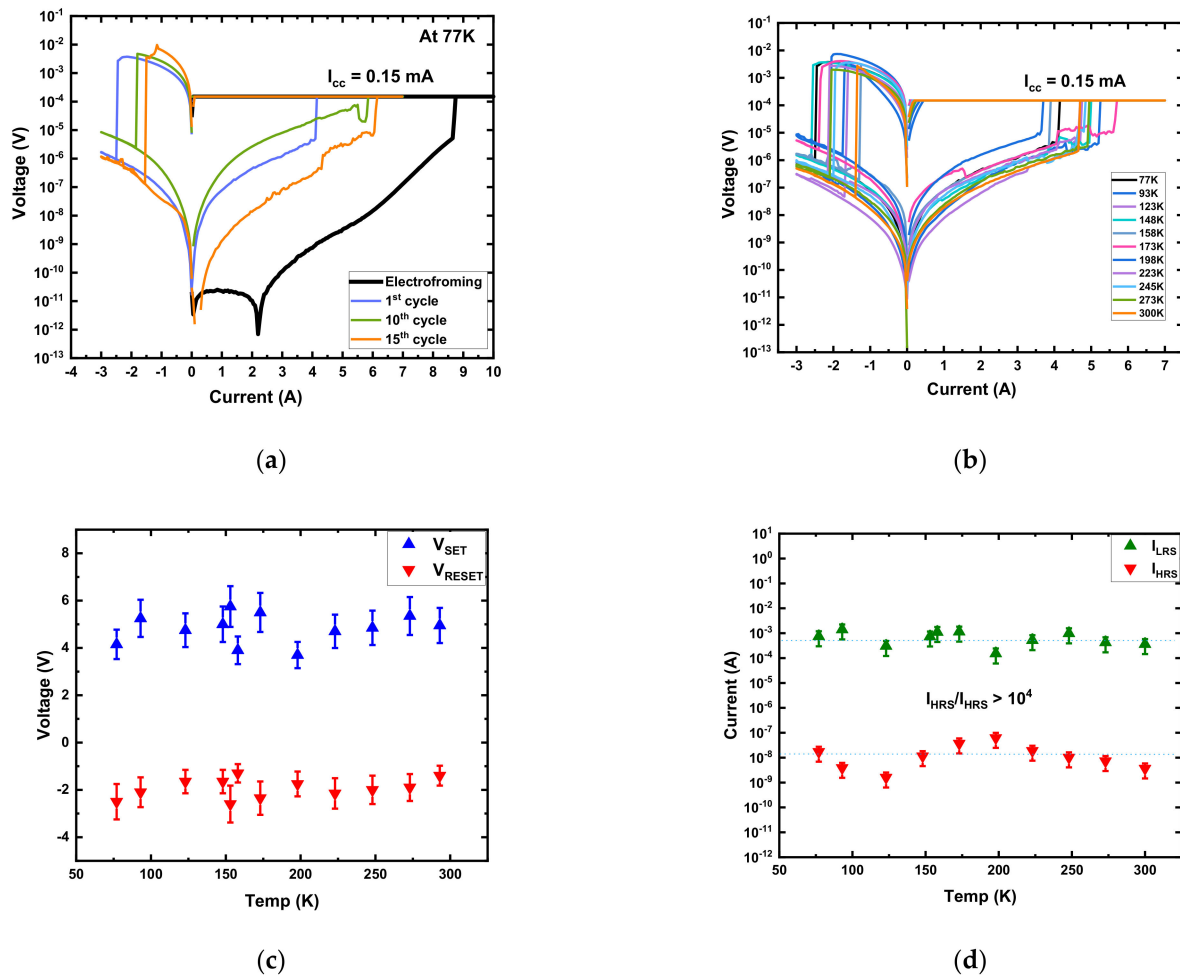 At 77K
I_cc = 0.15 mA
Voltage (V)
10^-1
10^-2
10^-3
10^-4
10^-5
10^-6
10^-7
10^-8
10^-9
10^-10
10^-11
10^-12
10^-13
Electrofroming
1st cycle
10th cycle
15th cycle
-4 -3 -2 -1 0 1 2 3 4 5 6 7 8 9 10
Current (A)
(a)
I_cc = 0.15 mA
Voltage (V)
10^-1
10^-2
10^-3
10^-4
10^-5
10^-6
10^-7
10^-8
10^-9
10^-10
10^-11
10^-12
10^-13
77K
93K
123K
148K
158K
173K
198K
223K
245K
273K
300K
-3 -2 -1 0 1 2 3 4 5 6 7
Current (A)
(b)
V_SET
V_RESET
Voltage (V)
8
6
4
2
0
-2
-4
50 100 150 200 250 300
Temp (K)
(c)
I_LRS
I_HRS
Current (A)
10^1
10^0
10^-1
10^-2
10^-3
10^-4
10^-5
10^-6
10^-7
10^-8
10^-9
10^-10
10^-11
10^-12
I_HRS/I_HRS > 10^4
50 100 150 200 250 300
Temp (K)
(d)